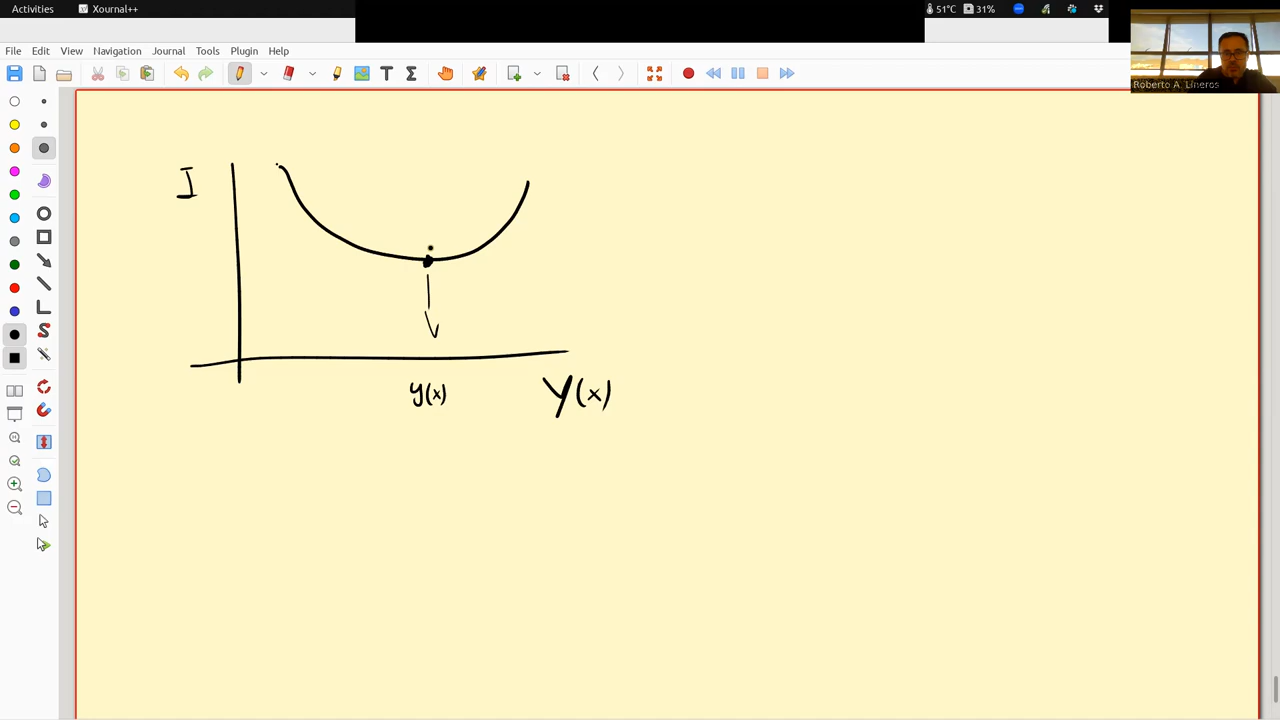 Activities Xournal++ 51°C 31%
File Edit View Navigation Journal Tools Plugin Help
Roberto A. Lineros
I
y(x) Y(x)